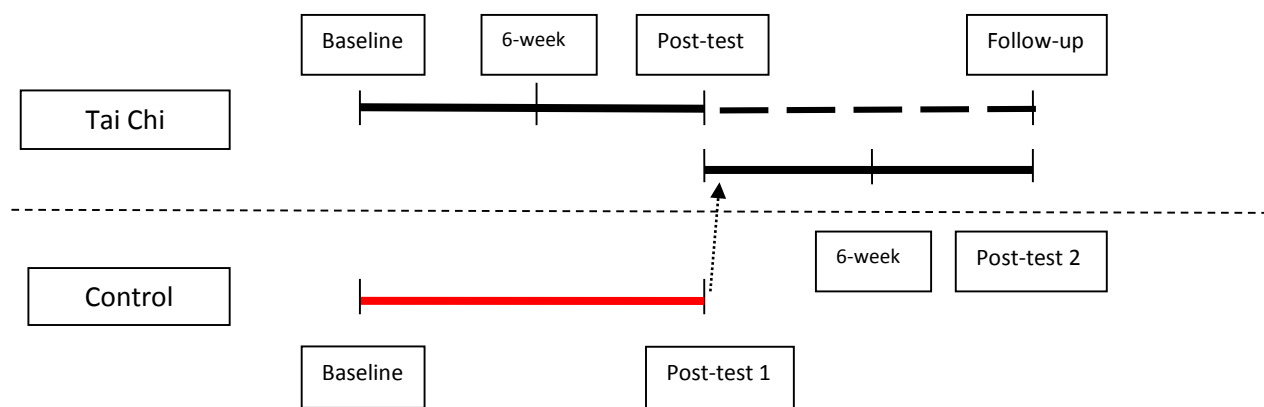 Baseline
6-week
Post-test
Follow-up
Tai Chi
6-week
Post-test 2
Control
Baseline
Post-test 1